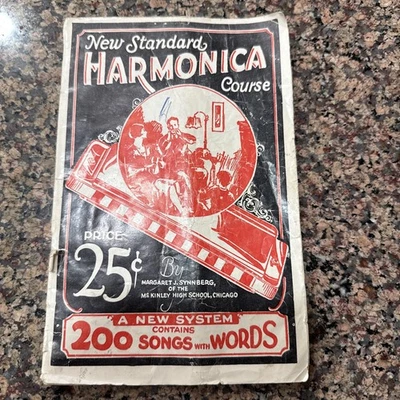 New Standard
HARMONICA
Course
PRICE
25¢
By
MARGARET J. SYHNBERG,
OF THE
McKINLEY HIGH SCHOOL, CHICAGO
"A NEW SYSTEM"
CONTAINS
200 SONGS WITH WORDS